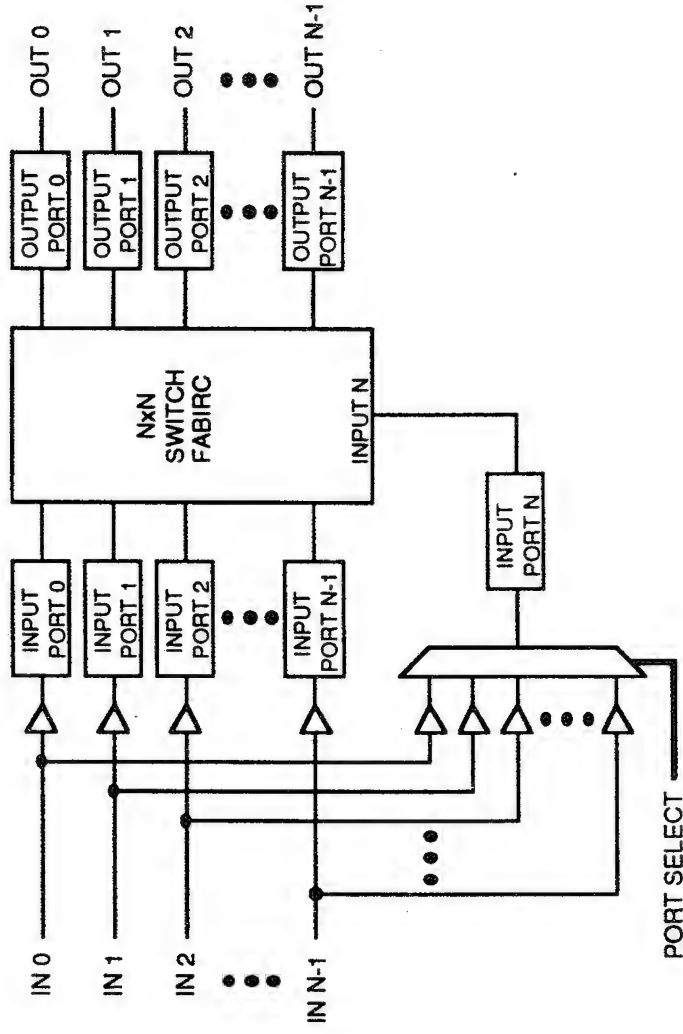 IN 0
IN 1
IN 2
IN N-1
INPUT
PORT 0
INPUT
PORT 1
INPUT
PORT 2
INPUT
PORT N-1
NxN
SWITCH
FABIRC
INPUT N
OUTPUT
PORT 0
OUTPUT
PORT 1
OUTPUT
PORT 2
OUTPUT
PORT N-1
OUT 0
OUT 1
OUT 2
OUT N-1
INPUT
PORT N
PORT SELECT